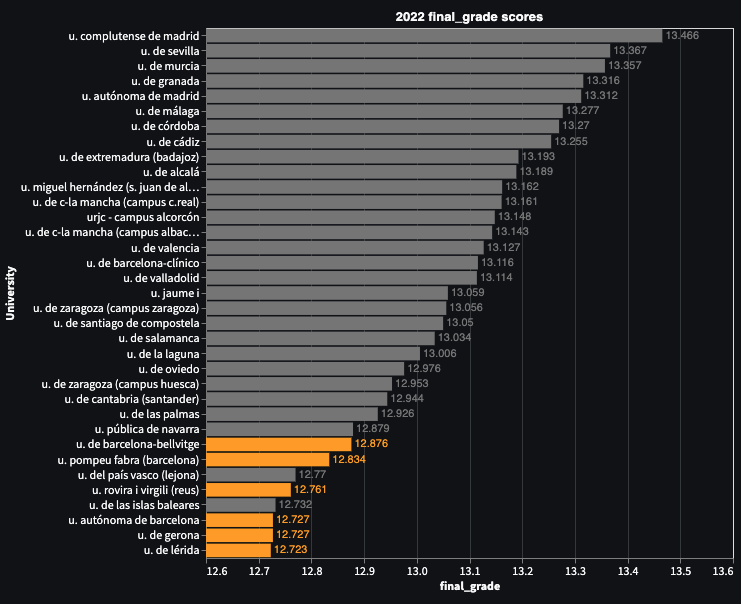 2022 final_grade scores
u. complutense de madrid 13.466
u. de sevilla 13.367
u. de murcia 13.357
u. de granada 13.316
u. autónoma de madrid 13.312
u. de málaga 13.277
u. de córdoba 13.27
u. de cádiz 13.255
u. de extremadura (badajoz) 13.193
u. de alcalá 13.189
u. miguel hernández (s. juan de al… 13.162
u. de c-la mancha (campus c.real) 13.161
urjc - campus alcorcón 13.148
u. de c-la mancha (campus albac… 13.143
u. de valencia 13.127
u. de barcelona-clínico 13.116
u. de valladolid 13.114
u. jaume i 13.059
u. de zaragoza (campus zaragoza) 13.056
u. de santiago de compostela 13.05
u. de salamanca 13.034
u. de la laguna 13.006
u. de oviedo 12.976
u. de zaragoza (campus huesca) 12.953
u. de cantabria (santander) 12.944
u. de las palmas 12.926
u. pública de navarra 12.879
u. de barcelona-bellvitge 12.876
u. pompeu fabra (barcelona) 12.834
u. del país vasco (lejona) 12.77
u. rovira i virgili (reus) 12.761
u. de las islas baleares 12.732
u. autónoma de barcelona 12.727
u. de gerona 12.727
u. de lérida 12.723
University
12.6 12.7 12.8 12.9 13.0 13.1 13.2 13.3 13.4 13.5 13.6
final_grade